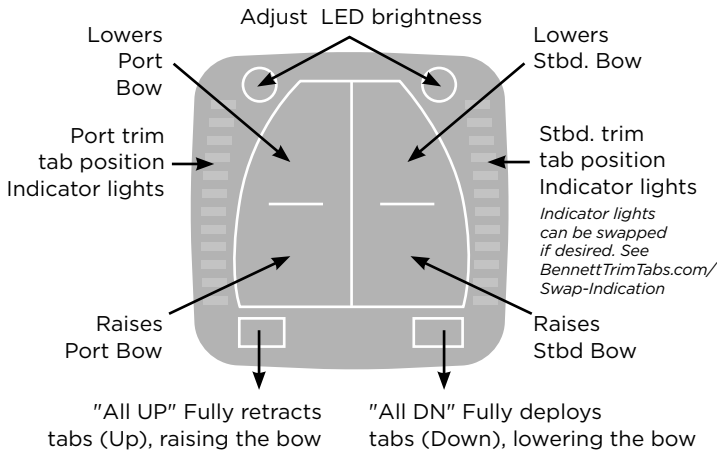 Adjust LED brightness
Lowers
Port
Bow
Lowers
Stbd. Bow
Port trim
tab position
Indicator lights
Stbd. trim
tab position
Indicator lights
Indicator lights
can be swapped
if desired. See
BennettTrimTabs.com/
Swap-Indication
Raises
Port Bow
Raises
Stbd Bow
"All UP" Fully retracts
tabs (Up), raising the bow
"All DN" Fully deploys
tabs (Down), lowering the bow